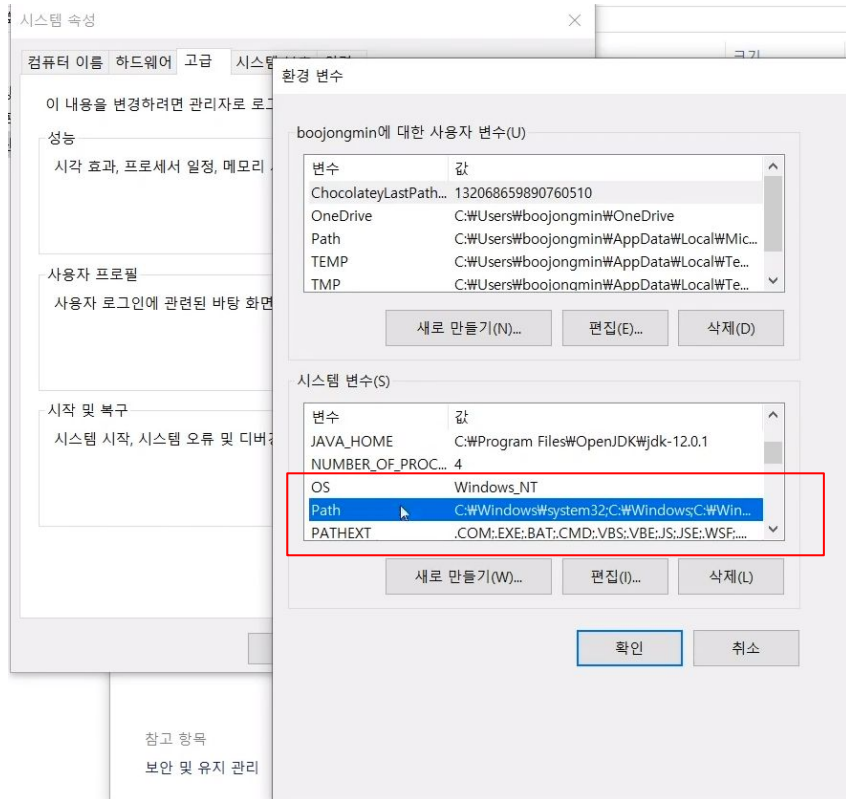 시스템 속성
컴퓨터 이름 하드웨어 고급
이 내용을 변경하려면 관리자로
성능
시각 효과, 프로세서 일정, 메모리
사용자 프로필
사용자 로그인에 관련된 바탕 화면
시작 및 복구
시스템 시작, 시스템 오류 및
참고 항목
보안 및 유지 관리
크기
환경 변수
boojongmin에 대한 사용자 변수(U)
변수 값
ChocolateyLastPath... 132068659890760510
OneDrive C:₩Users₩boojongmin₩OneDrive
Path C:₩Users₩boojongmin₩AppData₩Local₩Mic...
TEMP C:₩Users₩boojongmin₩AppData₩Local₩Te...
TMP C:₩Users₩boojongmin₩AppData₩Local₩Te...
새로 만들기(N)... 편집(E)... 삭제(D)
시스템 변수(S)
변수 값
JAVA_HOME C:₩Program Files₩OpenJDK₩jdk-12.0.1
NUMBER_OF_PROC... 4
OS Windows_NT
Path C:₩Windows₩system32;C:₩Windows;C:₩Win...
PATHEXT .COM;.EXE;.BAT;.CMD;.VBS;.VBE;.JS;.JSE;.WSF;....
새로 만들기(W)... 편집(I)... 삭제(L)
확인 취소